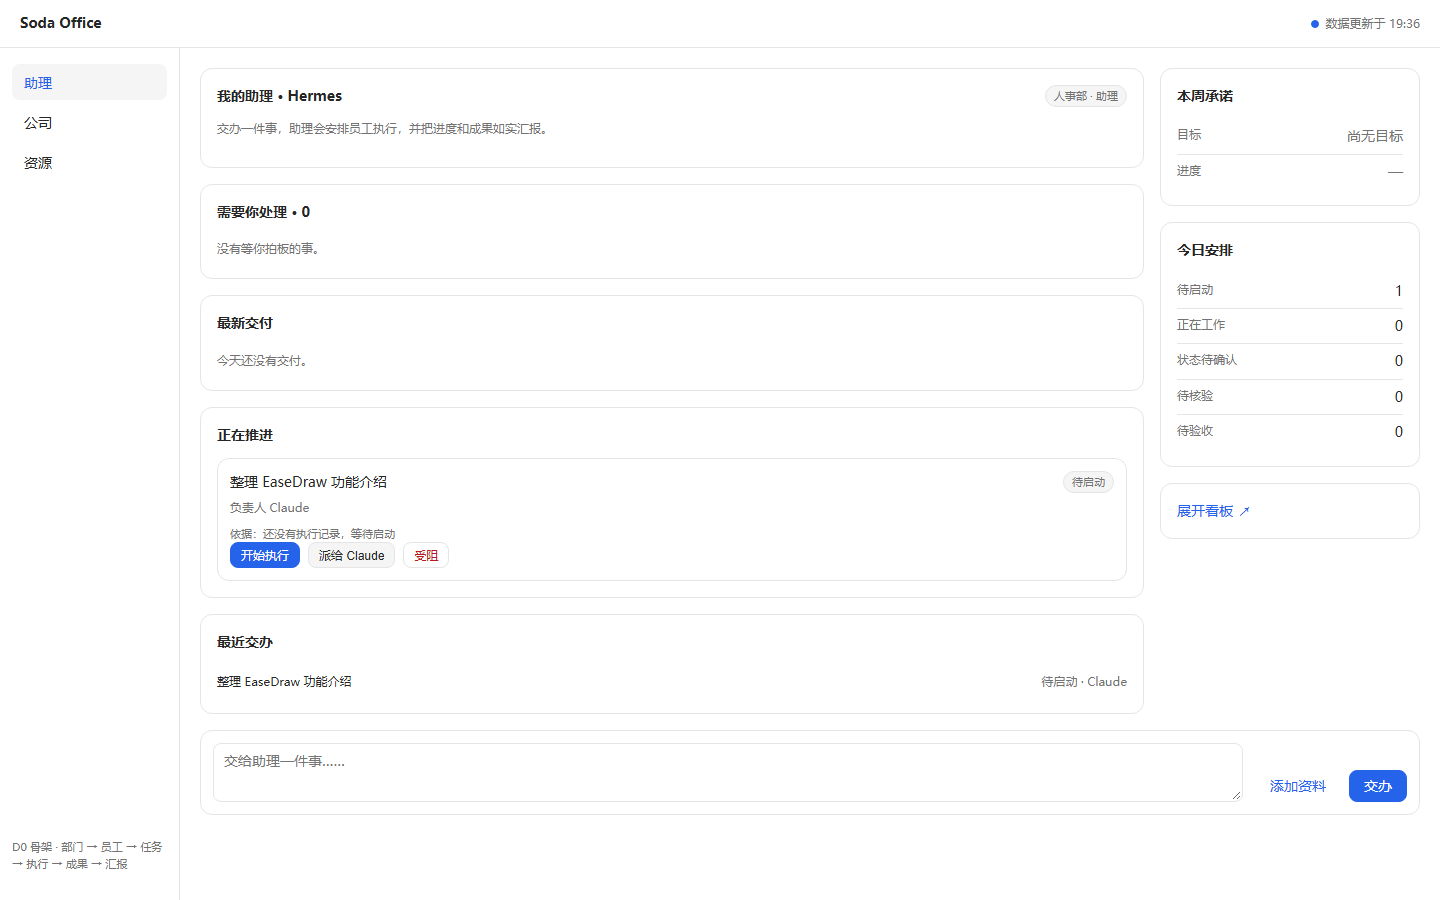 Soda Office
数据更新于 19:36
助理
公司
资源
我的助理 • Hermes
人事部 · 助理
交办一件事，助理会安排员工执行，并把进度和成果如实汇报。
需要你处理 • 0
没有等你拍板的事。
最新交付
今天还没有交付。
正在推进
整理 EaseDraw 功能介绍
待启动
负责人 Claude
依据：还没有执行记录，等待启动
开始执行
派给 Claude
受阻
最近交办
整理 EaseDraw 功能介绍
待启动 · Claude
本周承诺
目标
尚无目标
进度
—
今日安排
待启动
1
正在工作
0
状态待确认
0
待核验
0
待验收
0
展开看板 ↗
交给助理一件事……
添加资料
交办
D0 骨架 · 部门 → 员工 → 任务
→ 执行 → 成果 → 汇报